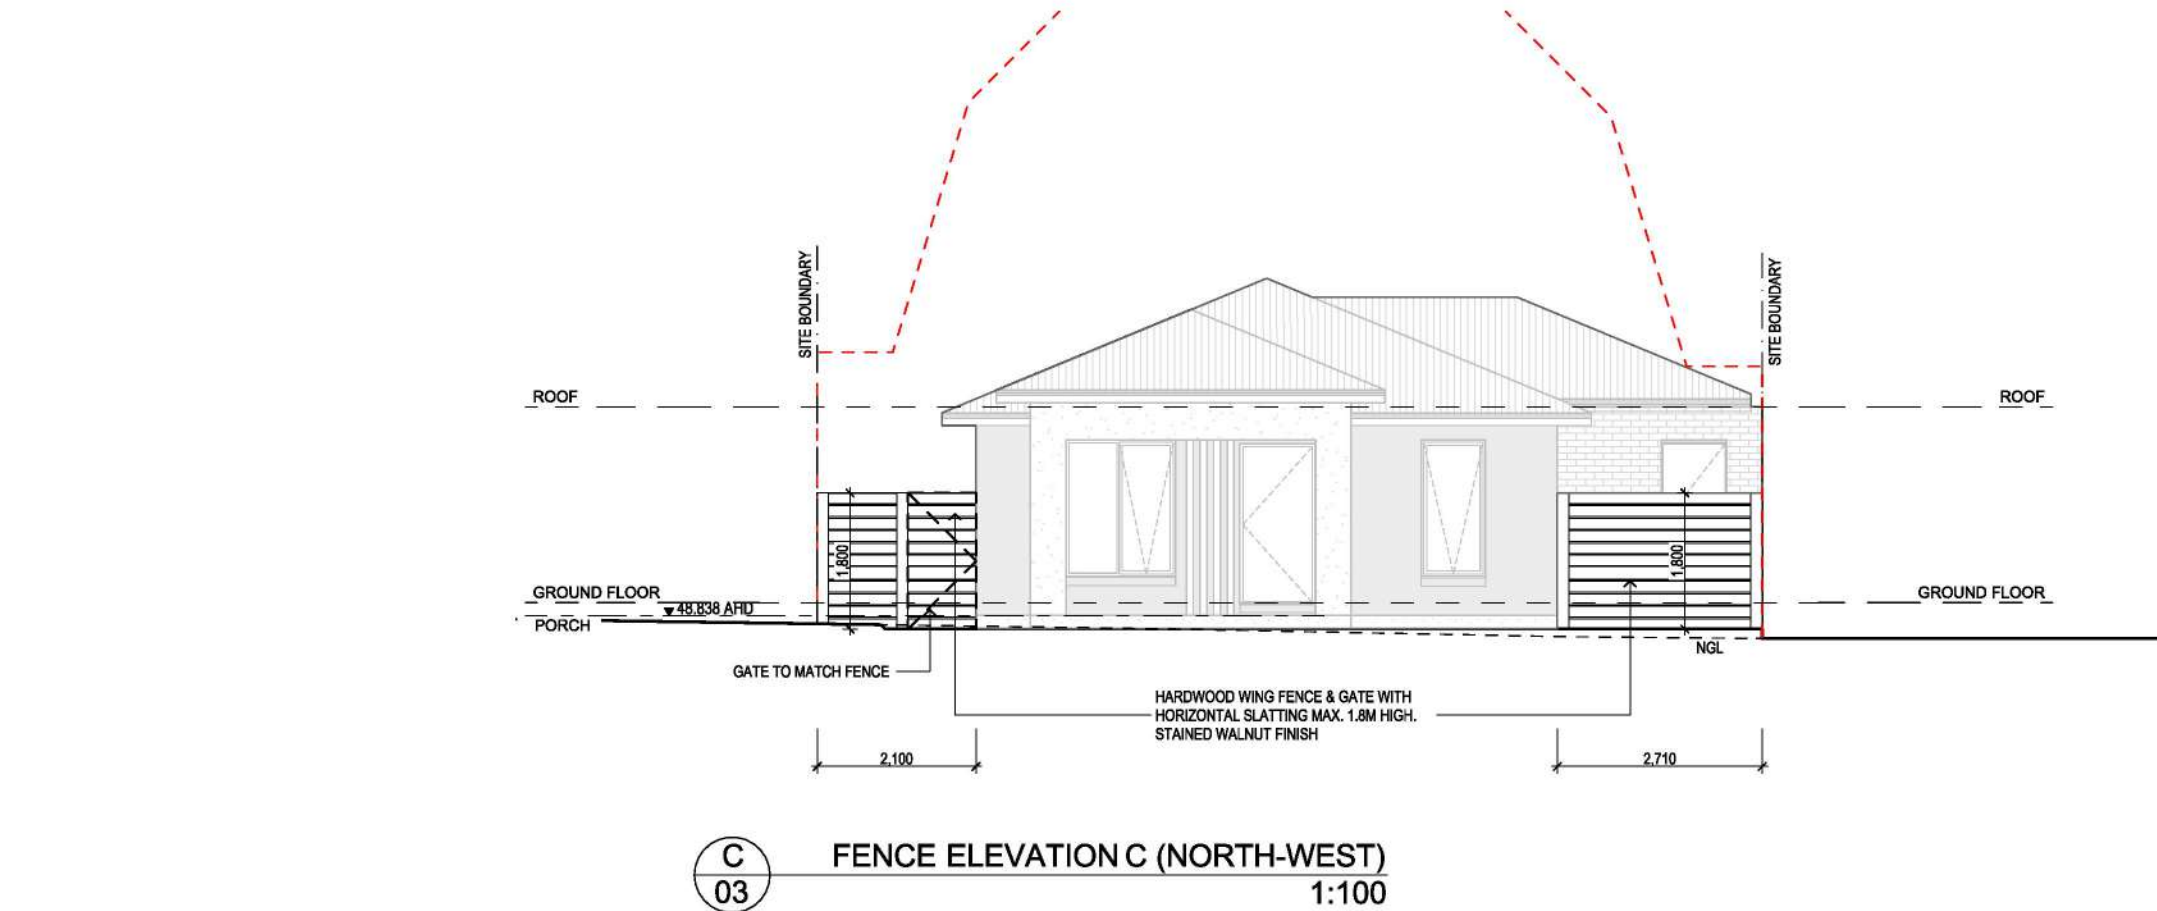 SITE BOUNDARY
SITE BOUNDARY
ROOF
ROOF
1,800
1,800
GROUND FLOOR
GROUND FLOOR
48.838 AHD
PORCH
NGL
GATE TO MATCH FENCE
HARDWOOD WING FENCE & GATE WITH
HORIZONTAL SLATTING MAX. 1.8M HIGH.
STAINED WALNUT FINISH
2,100
2,710
C
FENCE ELEVATION C (NORTH-WEST)
03
1:100